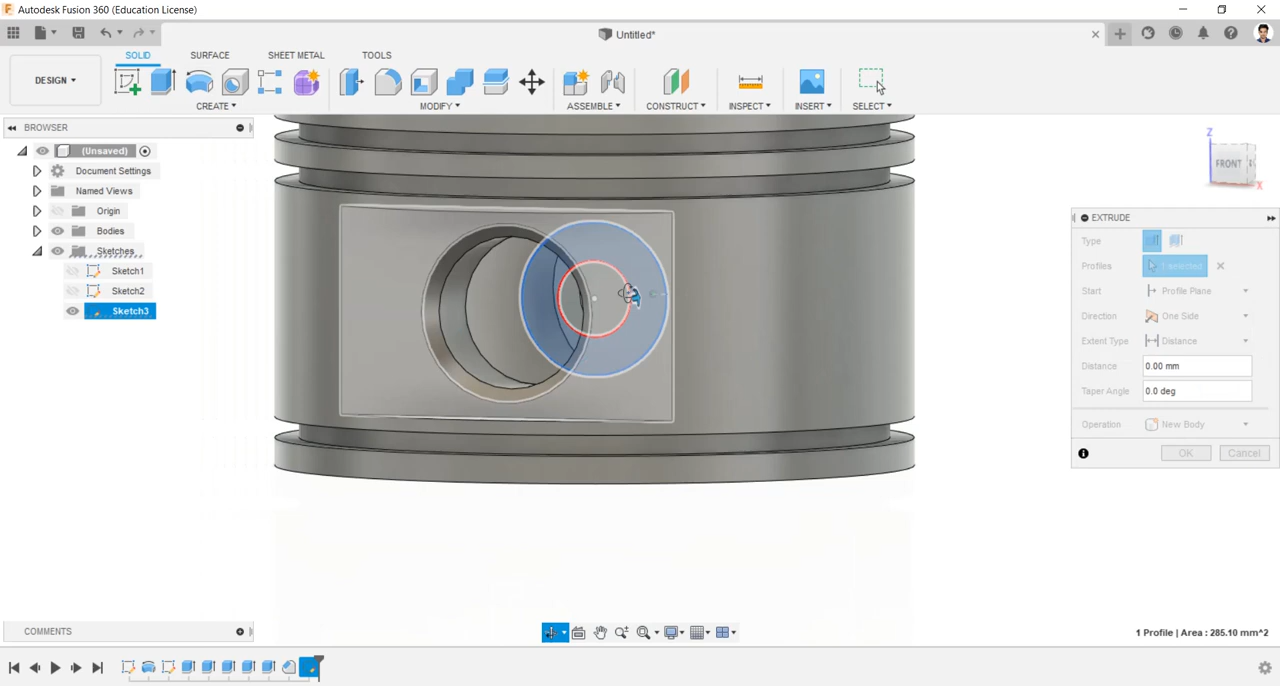 Autodesk Fusion 360 (Education License)
Untitled*
SOLID SURFACE SHEET METAL TOOLS
DESIGN
CREATE MODIFY ASSEMBLE CONSTRUCT INSPECT INSERT SELECT
BROWSER
(Unsaved)
Document Settings
Named Views
Origin
Bodies
Sketches
Sketch1
Sketch2
Sketch3
Z
FRONT
X
EXTRUDE
Type
Profiles 1 selected
Start Profile Plane
Direction One Side
Extent Type Distance
Distance 0.00 mm
Taper Angle 0.0 deg
Operation New Body
OK Cancel
COMMENTS
1 Profile | Area : 285.10 mm^2